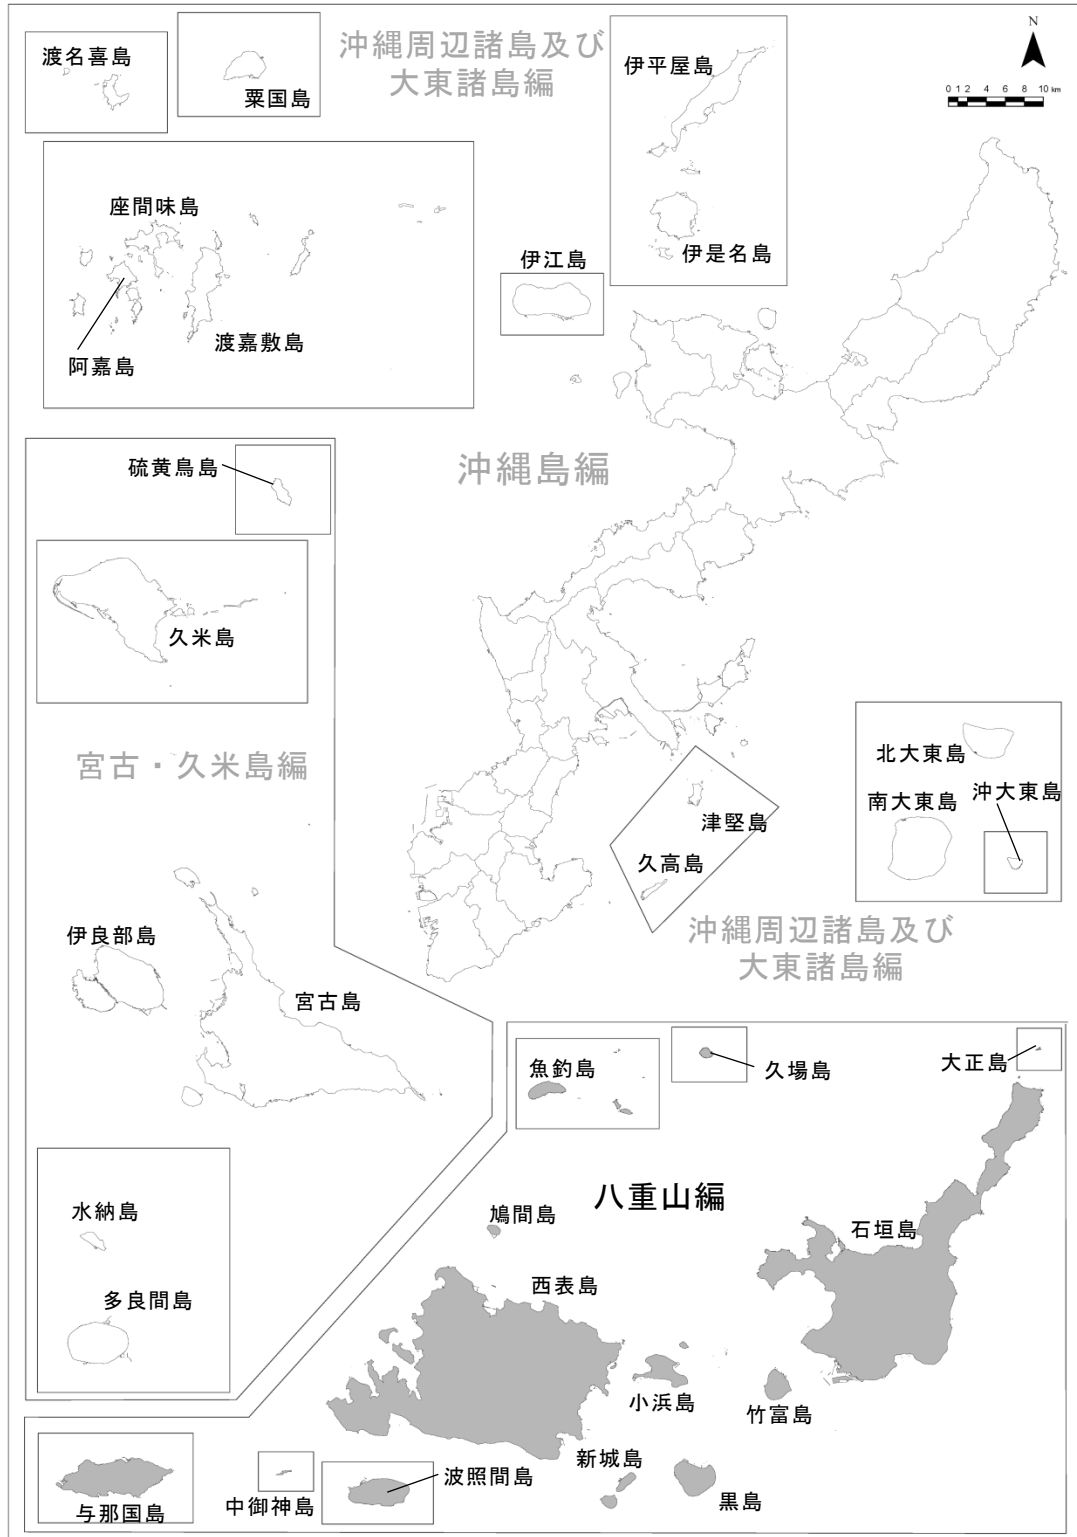 渡名喜島
粟国島
沖縄周辺諸島及び
大東諸島編
伊平屋島
N
0 1 2 4 6 8 10 km
座間味島
伊江島
伊是名島
渡嘉敷島
阿嘉島
硫黄鳥島
沖縄島編
久米島
宮古・久米島編
北大東島
南大東島
沖大東島
津堅島
久高島
沖縄周辺諸島及び
大東諸島編
伊良部島
宮古島
魚釣島
久場島
大正島
八重山編
水納島
鳩間島
石垣島
西表島
多良間島
小浜島
竹富島
新城島
波照間島
黒島
与那国島
中御神島